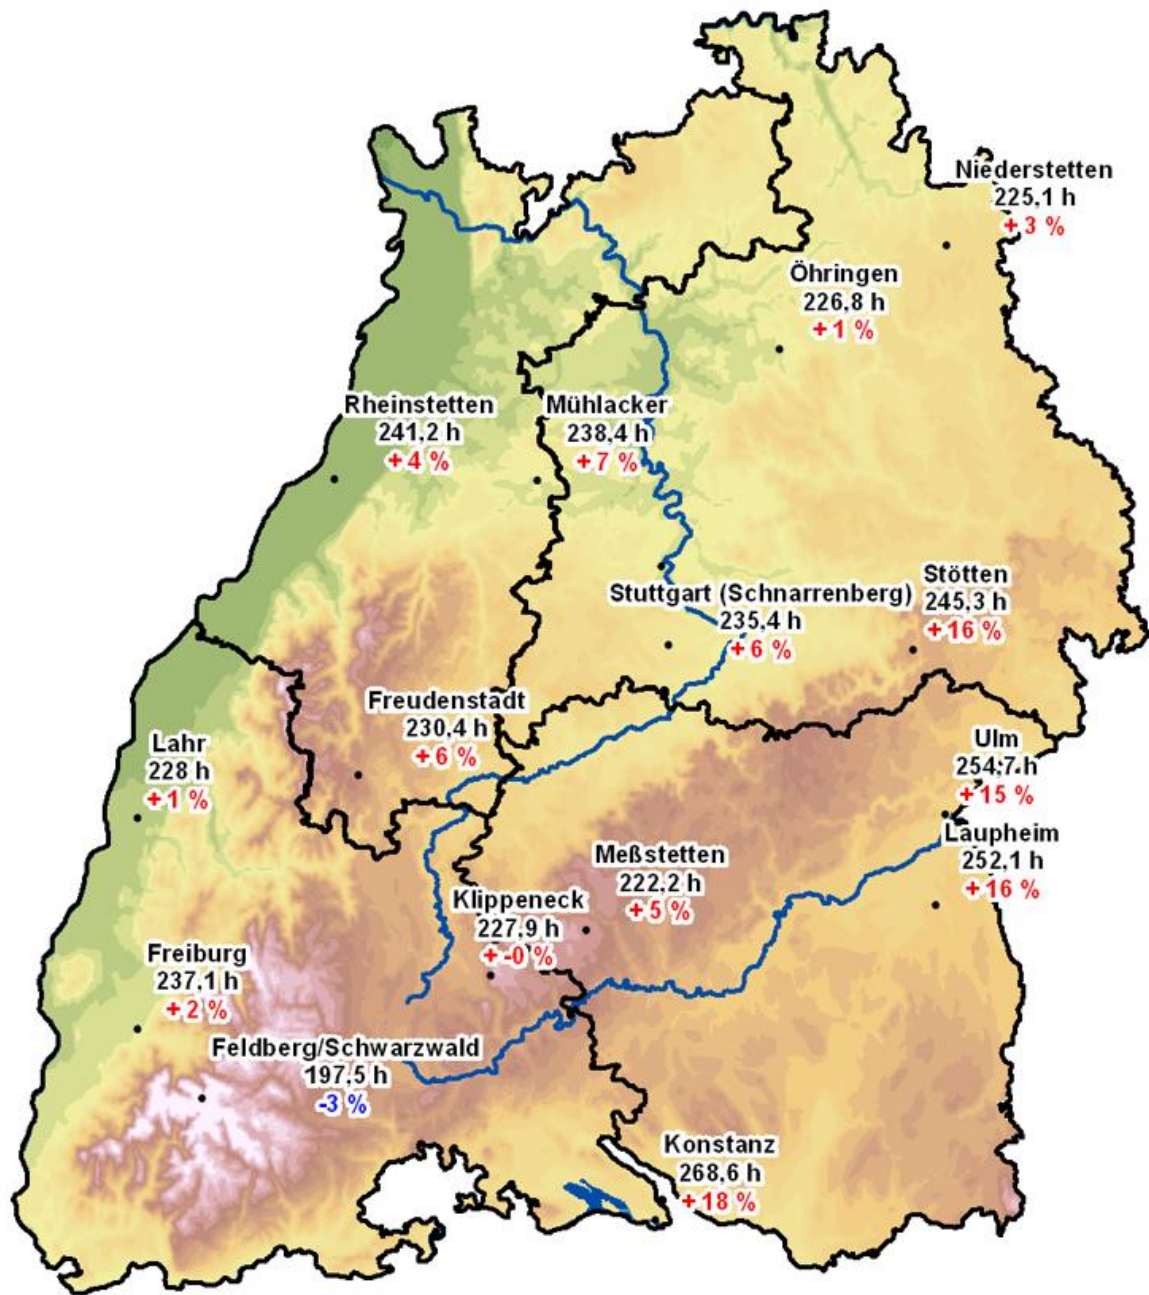 Niederstetten
225,1 h
+ 3 %
Öhringen
226,8 h
+ 1 %
Rheinstetten
241,2 h
+ 4 %
Mühlacker
238,4 h
+ 7 %
Stuttgart (Schnarrenberg)
235,4 h
+ 6 %
Stötten
245,3 h
+ 16 %
Freudenstadt
230,4 h
+ 6 %
Lahr
228 h
+ 1 %
Ulm
254,7 h
+ 15 %
Laupheim
252,1 h
+ 16 %
Meßstetten
222,2 h
+ 5 %
Klippeneck
227,9 h
+ -0 %
Freiburg
237,1 h
+ 2 %
Feldberg/Schwarzwald
197,5 h
-3 %
Konstanz
268,6 h
+ 18 %